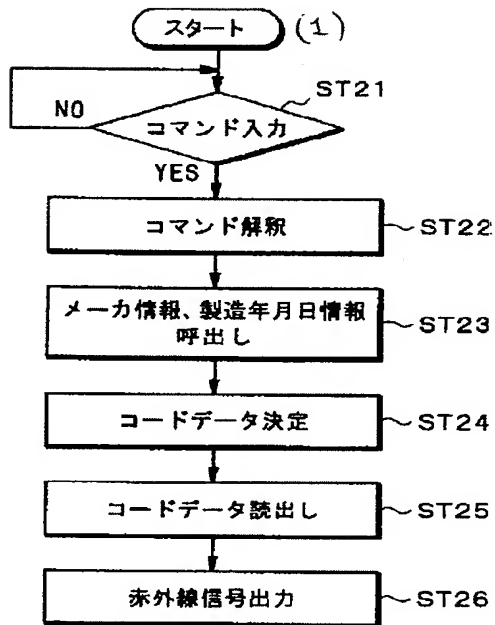 スタート (1)
ST21
NO
コマンド入力
YES
コマンド解釈 ST22
メーカ情報、製造年月日情報
呼出し ST23
コードデータ決定 ST24
コードデータ読出し ST25
赤外線信号出力 ST26